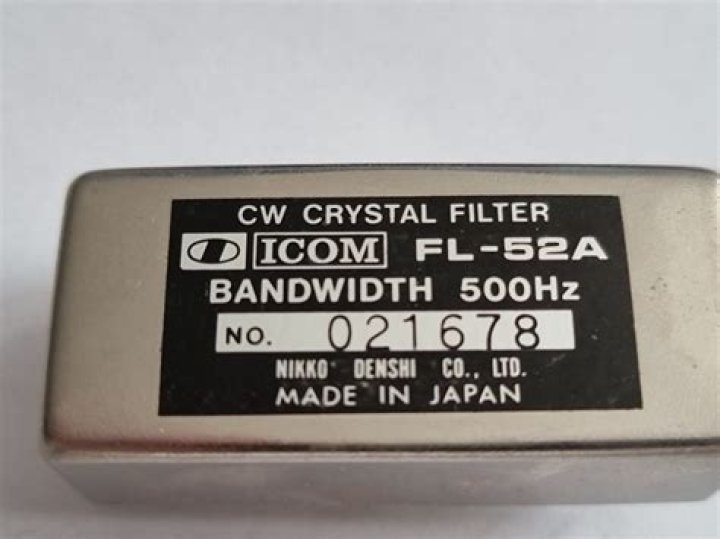 CW CRYSTAL FILTER
ICOM FL-52A
BANDWIDTH 500Hz
NO. 021678
NIKKO DENSHI CO., LTD.
MADE IN JAPAN